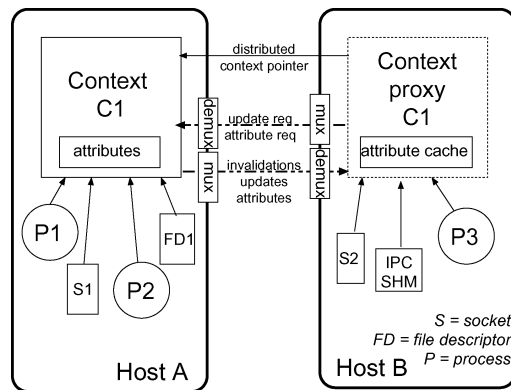 Context
C1
attributes
demux
mux
distributed
context pointer
update req
attribute req
invalidations
updates
attributes
mux
demux
Context
proxy
C1
attribute cache
P1
S1
P2
FD1
S2
IPC
SHM
P3
S = socket
FD = file descriptor
P = process
Host A
Host B